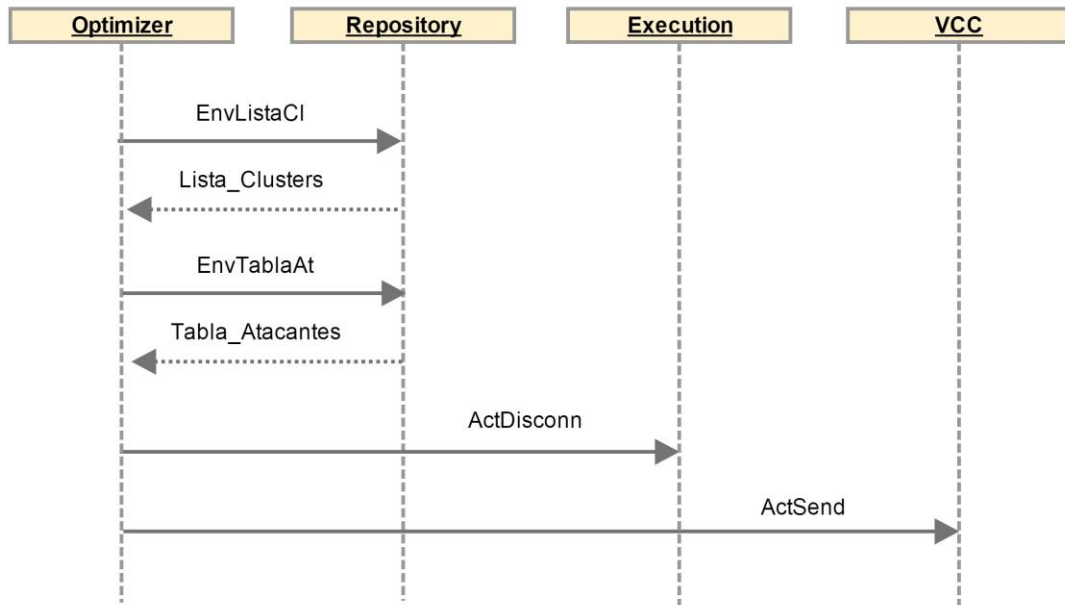 Optimizer
Repository
Execution
VCC
EnvListaCl
Lista_Clusters
EnvTablaAt
Tabla_Atacantes
ActDisconn
ActSend